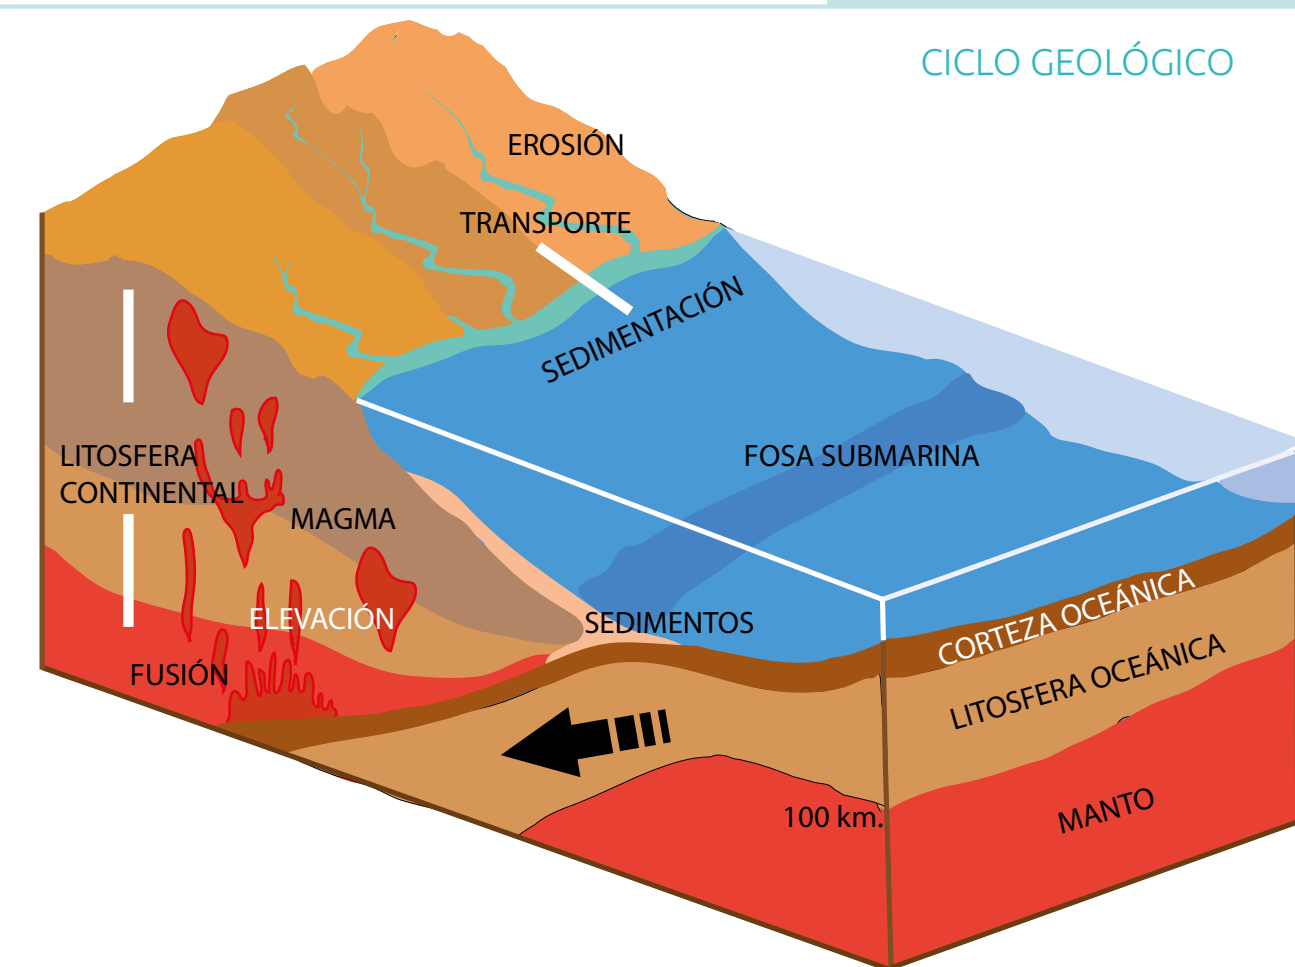 CICLO GEOLÓGICO
EROSIÓN
TRANSPORTE
SEDIMENTACIÓN
FOSA SUBMARINA
LITOSFERA
CONTINENTAL
MAGMA
ELEVACIÓN
SEDIMENTOS
FUSIÓN
CORTEZA OCEÁNICA
LITOSFERA OCEÁNICA
100 km.
MANTO